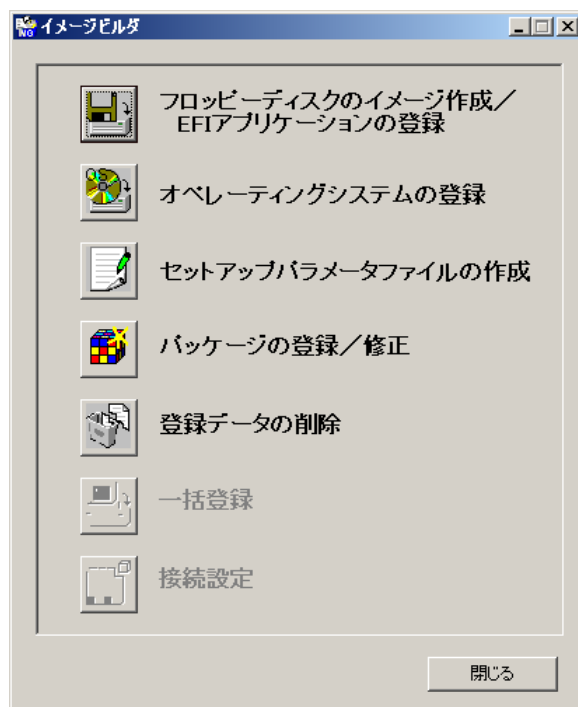 イメージビルダ
フロッピーディスクのイメージ作成／
EFIアプリケーションの登録
オペレーティングシステムの登録
セットアップパラメータファイルの作成
パッケージの登録／修正
登録データの削除
一括登録
接続設定
閉じる